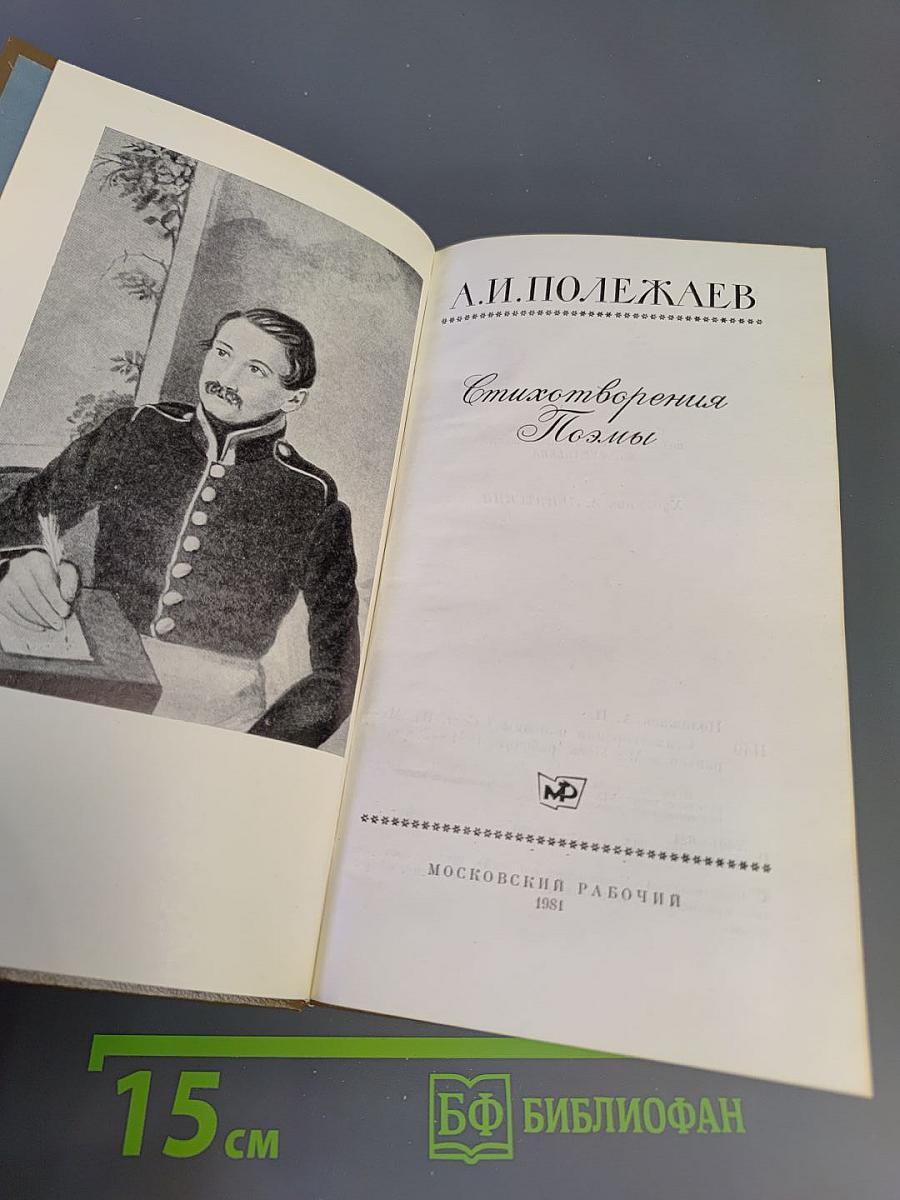 А.И.ПОЛЕЖАЕВ
Стихотворения
Поэмы
МР
МОСКОВСКИЙ РАБОЧИЙ
1981
15 см
БФ БИБЛИОФАН